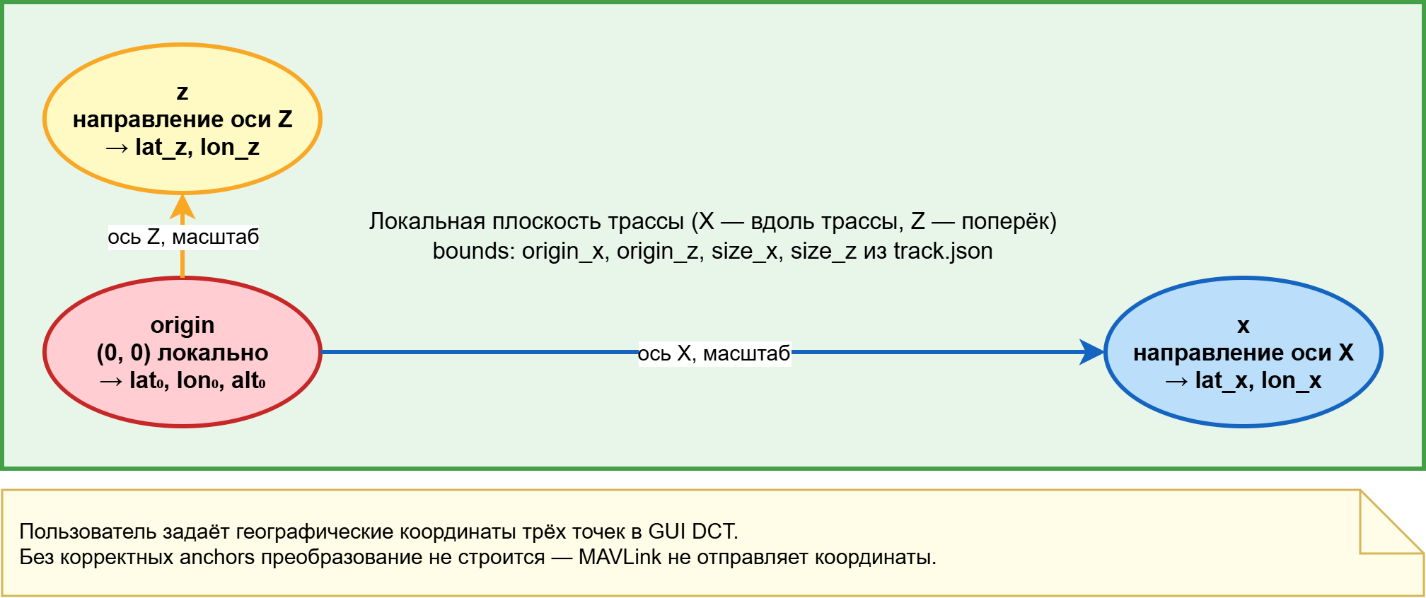 z
направление оси Z
→ lat_z, lon_z
ось Z, масштаб
Локальная плоскость трассы (X — вдоль трассы, Z — поперёк)
bounds: origin_x, origin_z, size_x, size_z из track.json
origin
(0, 0) локально
→ lat₀, lon₀, alt₀
ось X, масштаб
x
направление оси X
→ lat_x, lon_x
Пользователь задаёт географические координаты трёх точек в GUI DCT.
Без корректных anchors преобразование не строится — MAVLink не отправляет координаты.